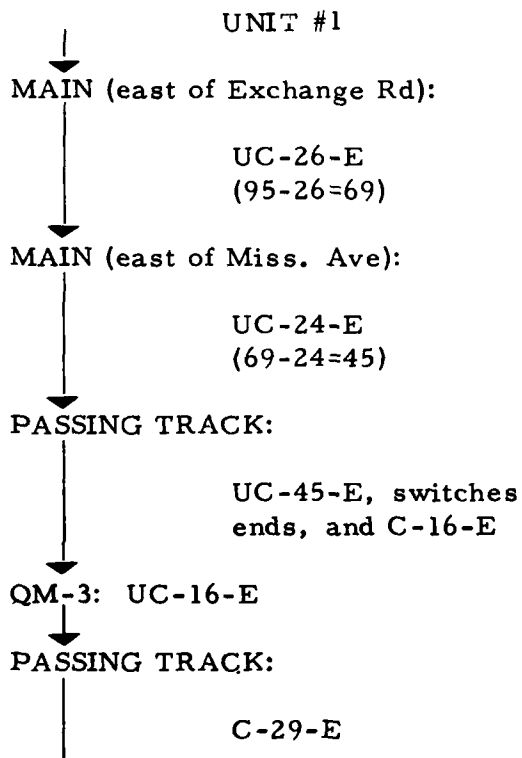 UNIT #1
MAIN (east of Exchange Rd):
UC-26-E
(95-26=69)
MAIN (east of Miss. Ave):
UC-24-E
(69-24=45)
PASSING TRACK:
UC-45-E, switches
ends, and C-16-E
QM-3: UC-16-E
PASSING TRACK:
C-29-E